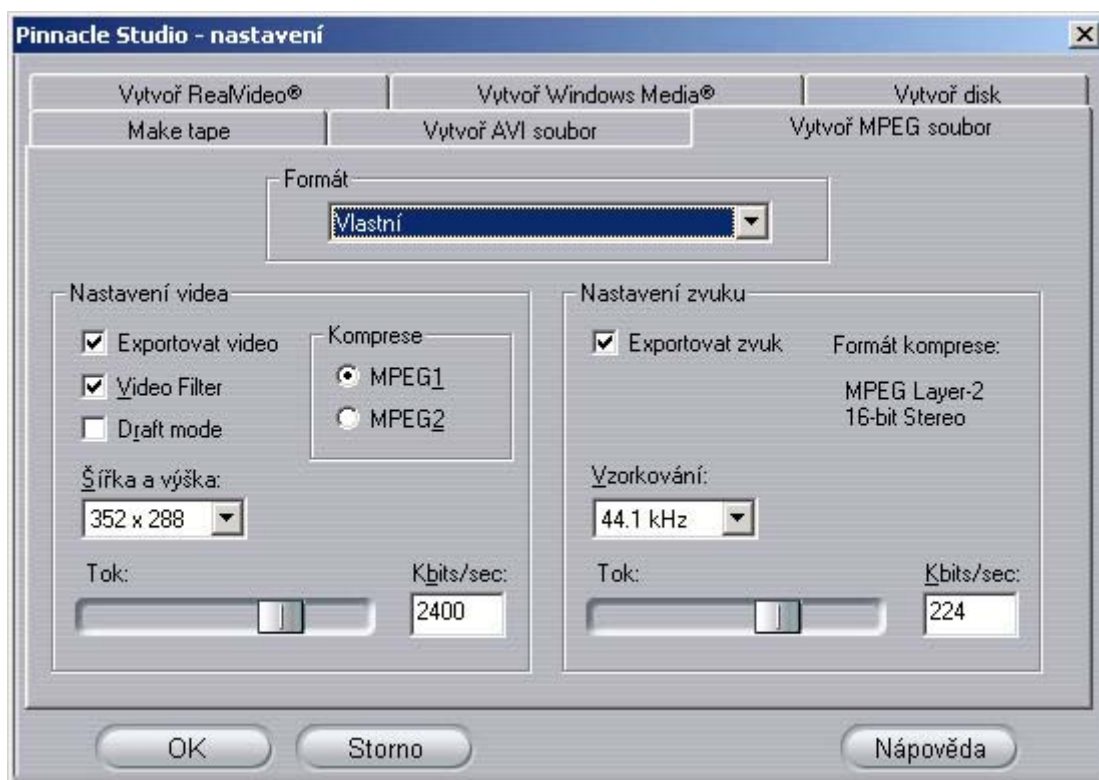 Pinnacle Studio - nastavení
Vytvoř RealVideo®
Vytvoř Windows Media®
Vytvoř disk
Make tape
Vytvoř AVI soubor
Vytvoř MPEG soubor
Formát
Vlastní
Nastavení videa
Exportovat video
Video Filter
Draft mode
Komprese
MPEG1
MPEG2
Šířka a výška:
352 x 288
Tok:
Kbits/sec:
2400
Nastavení zvuku
Exportovat zvuk
Formát komprese:
MPEG Layer-2
16-bit Stereo
Vzorkování:
44.1 kHz
Tok:
Kbits/sec:
224
OK
Storno
Nápověda